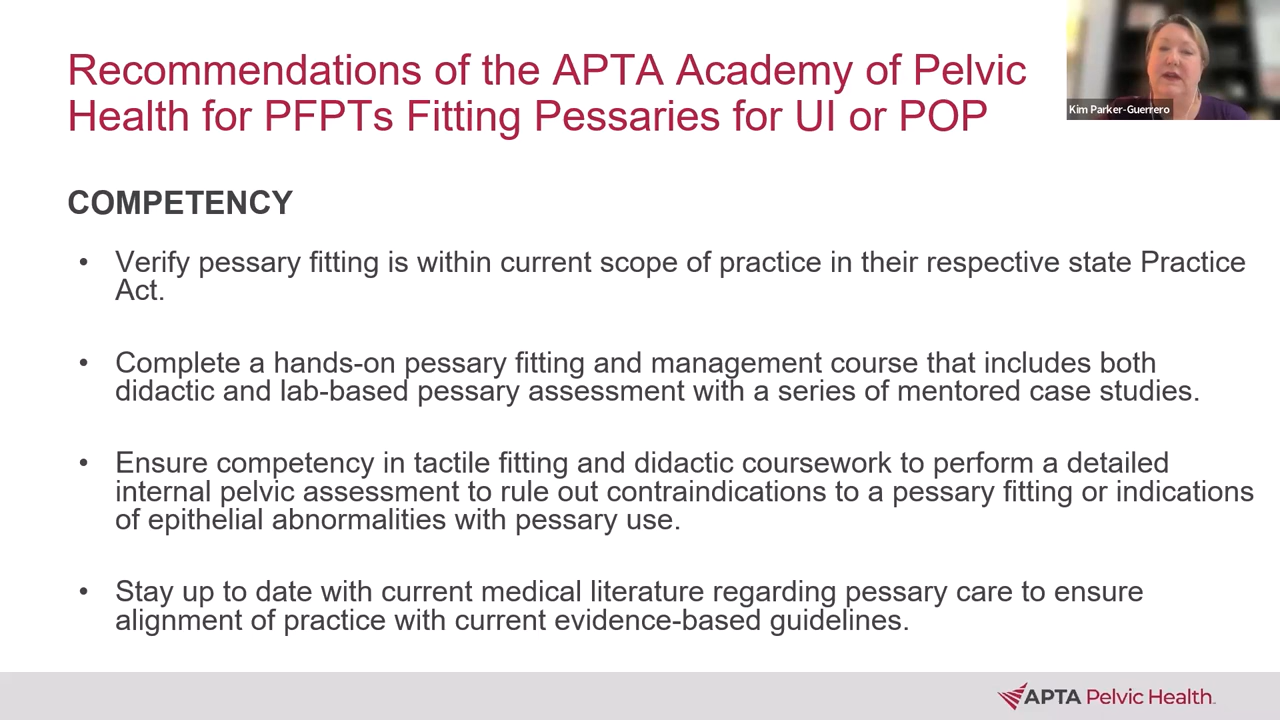 Recommendations of the APTA Academy of Pelvic
Health for PFPTs Fitting Pessaries for UI or POP
Kim Parker-Guerrero
COMPETENCY
• Verify pessary fitting is within current scope of practice in their respective state Practice
Act.
• Complete a hands-on pessary fitting and management course that includes both
didactic and lab-based pessary assessment with a series of mentored case studies.
• Ensure competency in tactile fitting and didactic coursework to perform a detailed
internal pelvic assessment to rule out contraindications to a pessary fitting or indications
of epithelial abnormalities with pessary use.
• Stay up to date with current medical literature regarding pessary care to ensure
alignment of practice with current evidence-based guidelines.
APTA Pelvic Health